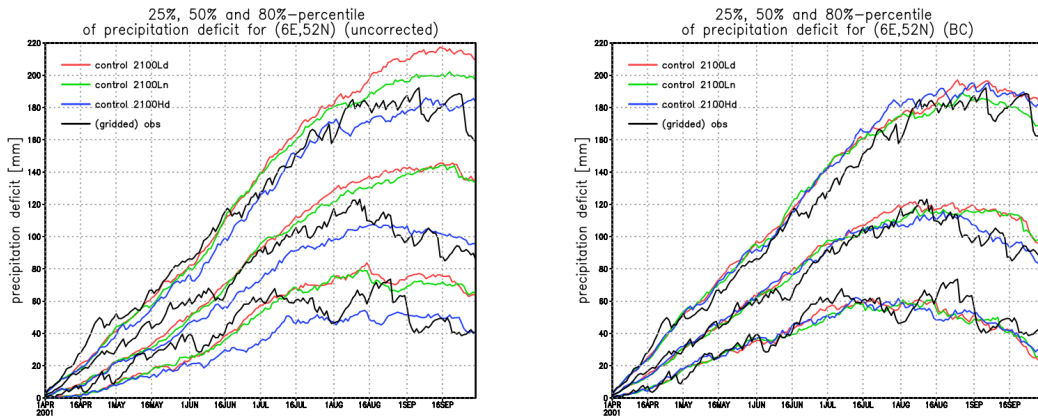 25%, 50% and 80%-percentile
of precipitation deficit for (6E,52N) (uncorrected)
precipitation deficit [mm]
220
200
180
160
140
120
100
80
60
40
20
0
control 2100Ld
control 2100Ln
control 2100Hd
(gridded) obs
1APR 16APR 1MAY 16MAY 1JUN 16JUN 1JUL 16JUL 1AUG 16AUG 1SEP 16SEP
2001
25%, 50% and 80%-percentile
of precipitation deficit for (6E,52N) (BC)
precipitation deficit [mm]
220
200
180
160
140
120
100
80
60
40
20
0
control 2100Ld
control 2100Ln
control 2100Hd
(gridded) obs
1APR 16APR 1MAY 16MAY 1JUN 16JUN 1JUL 16JUL 1AUG 16AUG 1SEP 16SEP
2001